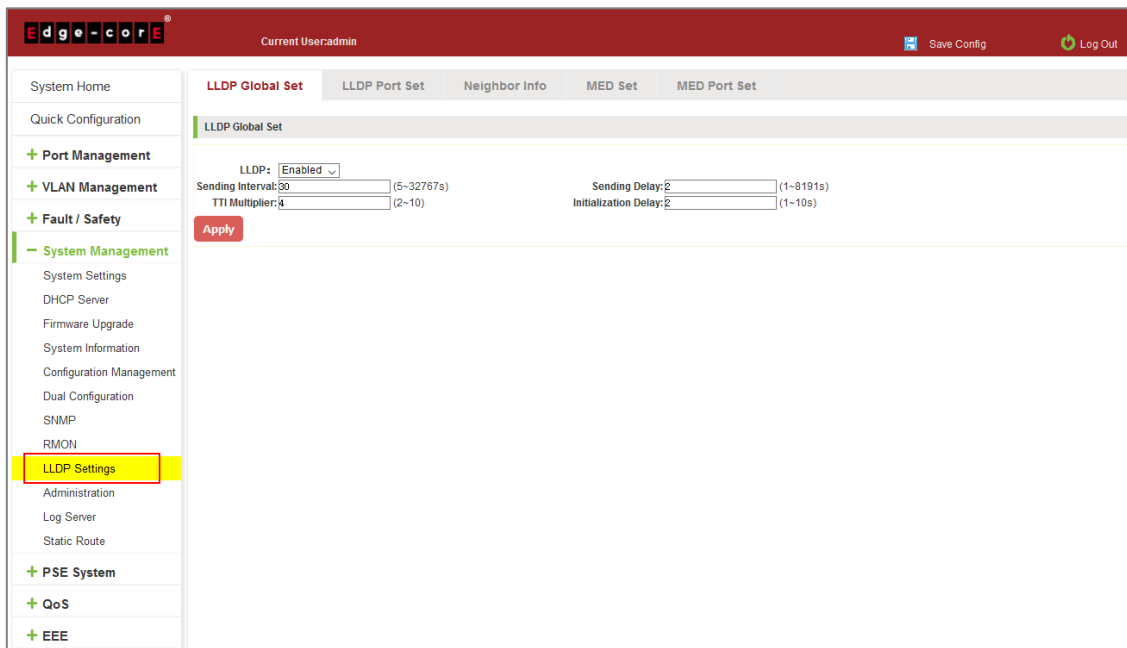 Edge-corE®
Current User:admin
Save Config
Log Out
System Home
Quick Configuration
+ Port Management
+ VLAN Management
+ Fault / Safety
− System Management
System Settings
DHCP Server
Firmware Upgrade
System Information
Configuration Management
Dual Configuration
SNMP
RMON
LLDP Settings
Administration
Log Server
Static Route
+ PSE System
+ QoS
+ EEE
LLDP Global Set LLDP Port Set Neighbor Info MED Set MED Port Set
LLDP Global Set
LLDP: Enabled
Sending Interval: 30 (5~32767s) Sending Delay: 2 (1~8191s)
TTI Multiplier: 4 (2~10) Initialization Delay: 2 (1~10s)
Apply